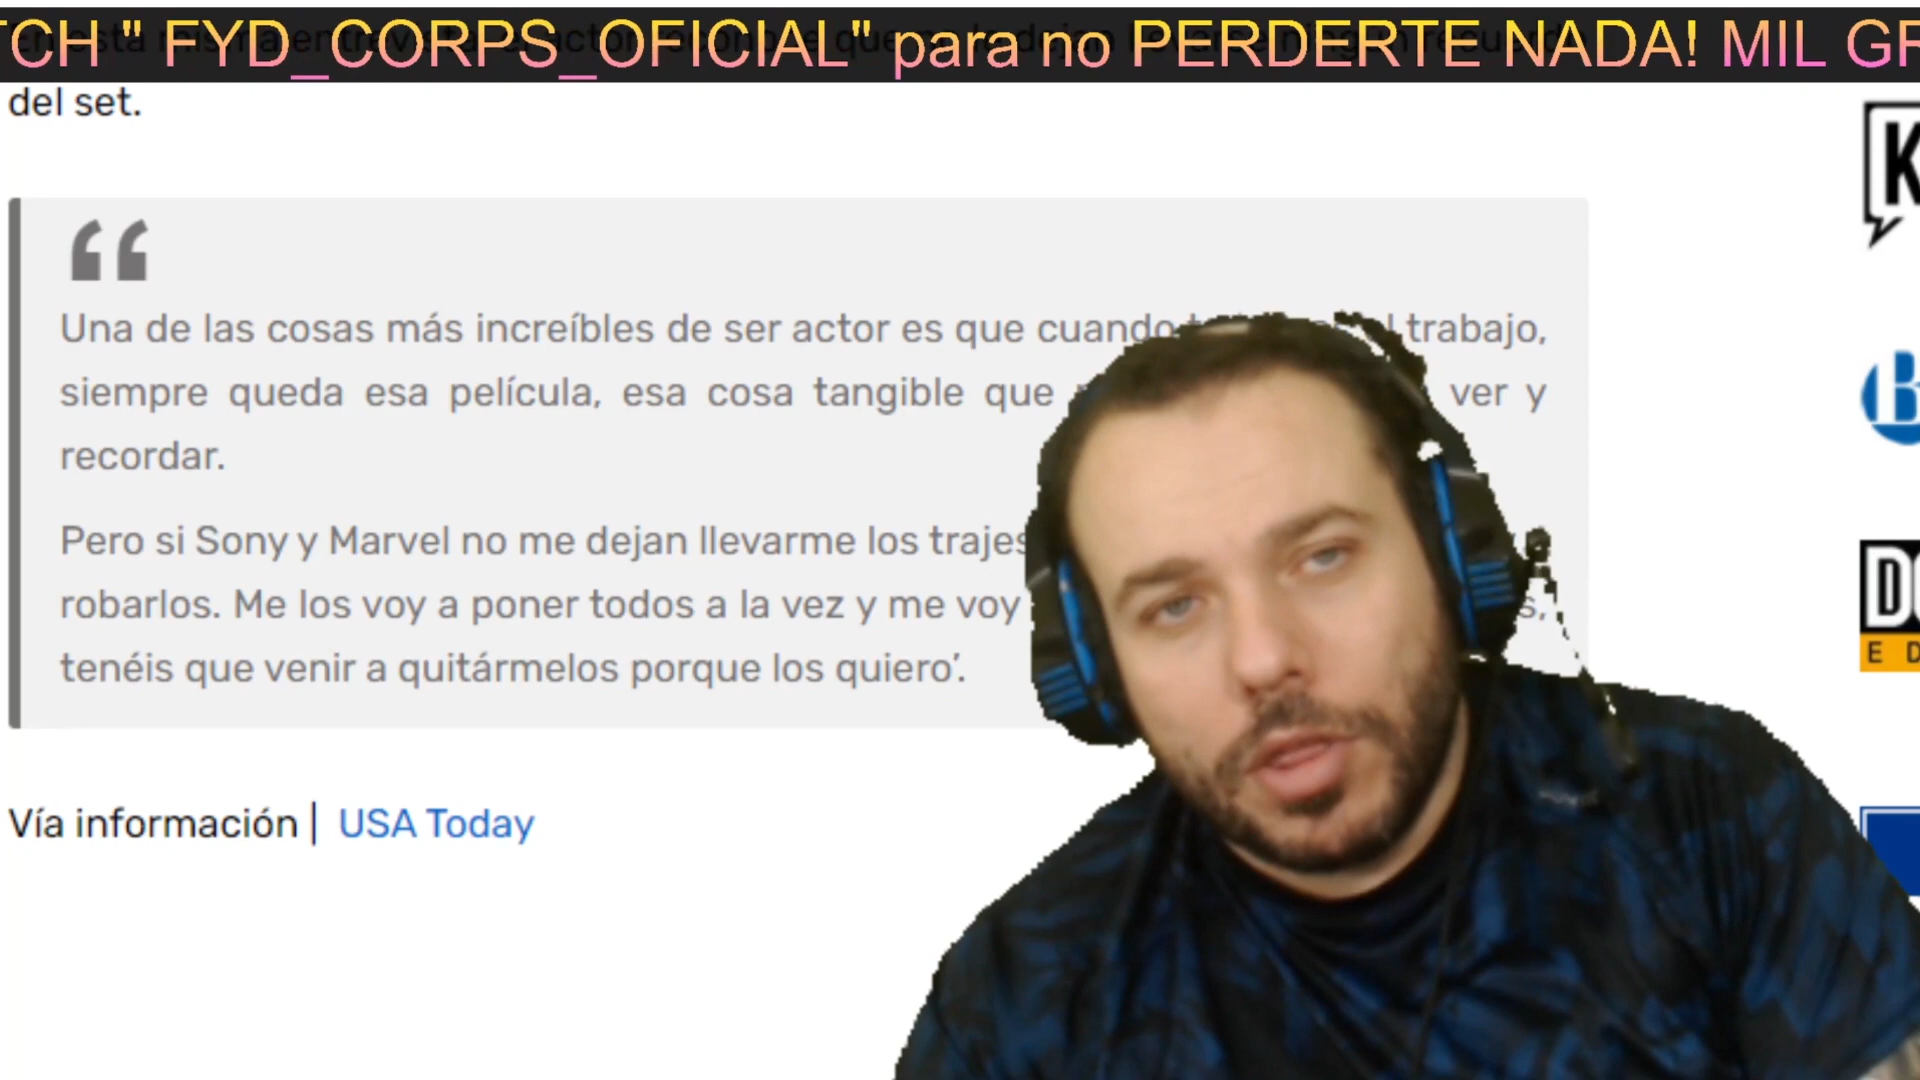 TCH " FYD_CORPS_OFICIAL" para no PERDERTE NADA! MIL GR
del set.
Una de las cosas más increíbles de ser actor es que cuando trabajo,
siempre queda esa película, esa cosa tangible que ver y
recordar.
Pero si Sony y Marvel no me dejan llevarme los trajes
robarlos. Me los voy a poner todos a la vez y me voy
tenéis que venir a quitármelos porque los quiero’.
Vía información | USA Today
K
B
DO
E D